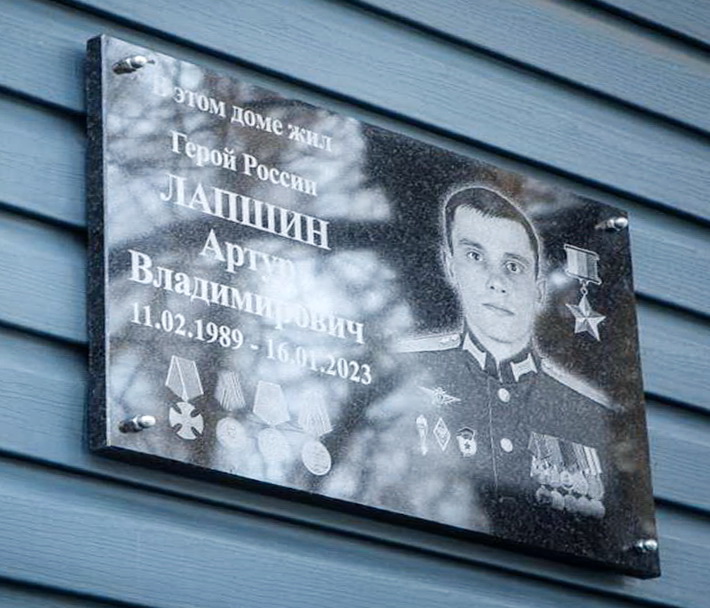 В этом доме жил
Герой России
ЛАПШИН
Артур
Владимирович
11.02.1989 - 16.01.2023